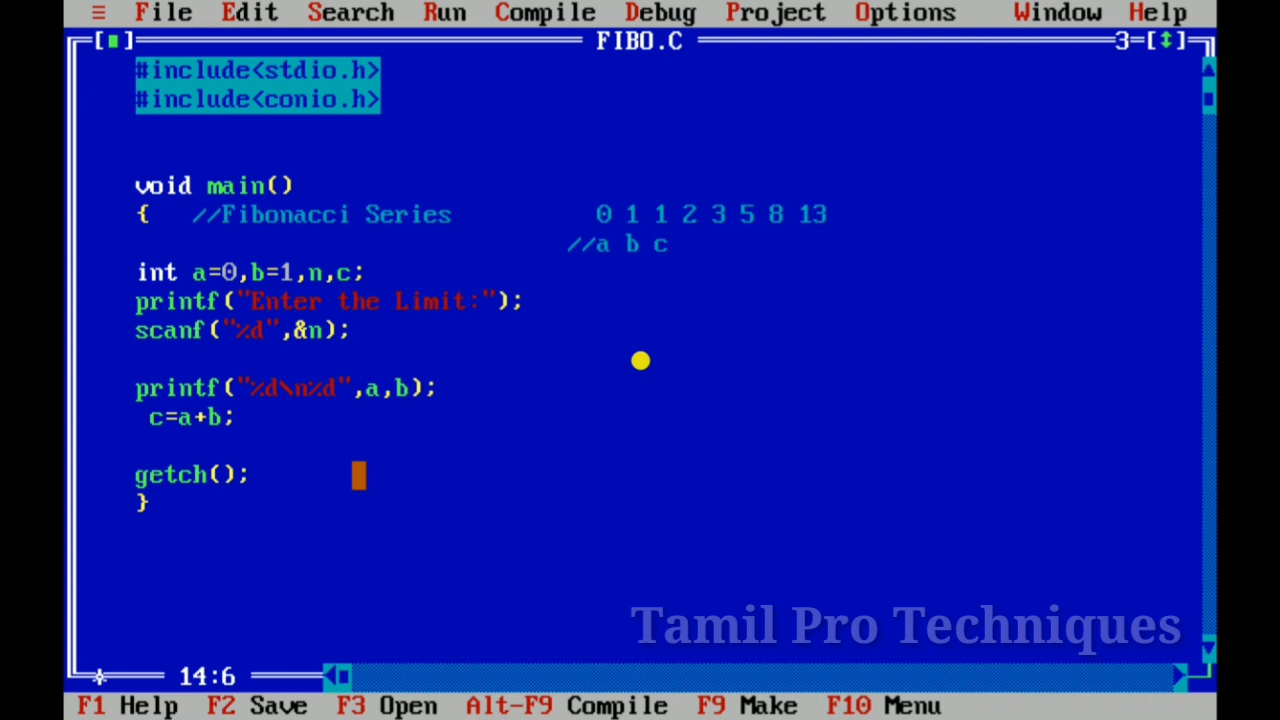 ≡ File Edit Search Run Compile Debug Project Options Window Help
[■] FIBO.C 3=[↕]
#include<stdio.h>
#include<conio.h>
void main()
{ //Fibonacci Series 0 1 1 2 3 5 8 13
//a b c
int a=0,b=1,n,c;
printf("Enter the Limit:");
scanf("%d",&n);
printf("%d\n%d",a,b);
c=a+b;
getch();
}
Tamil Pro Techniques
14:6
F1 Help F2 Save F3 Open Alt-F9 Compile F9 Make F10 Menu